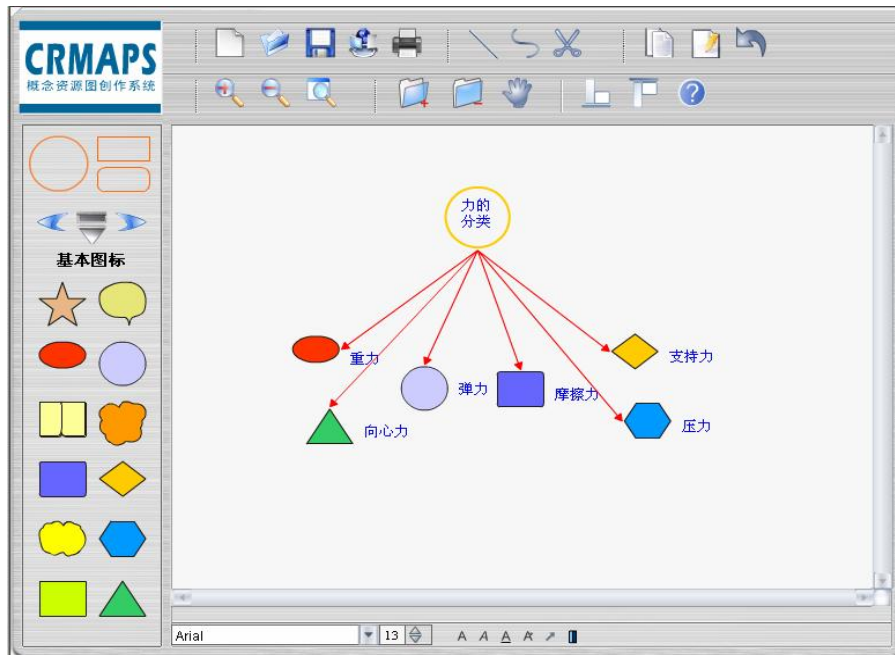 CRMAPS
概念资源图创作系统
基本图标
力的
分类
重力
弹力
摩擦力
支持力
向心力
压力
Arial
13
A A A A